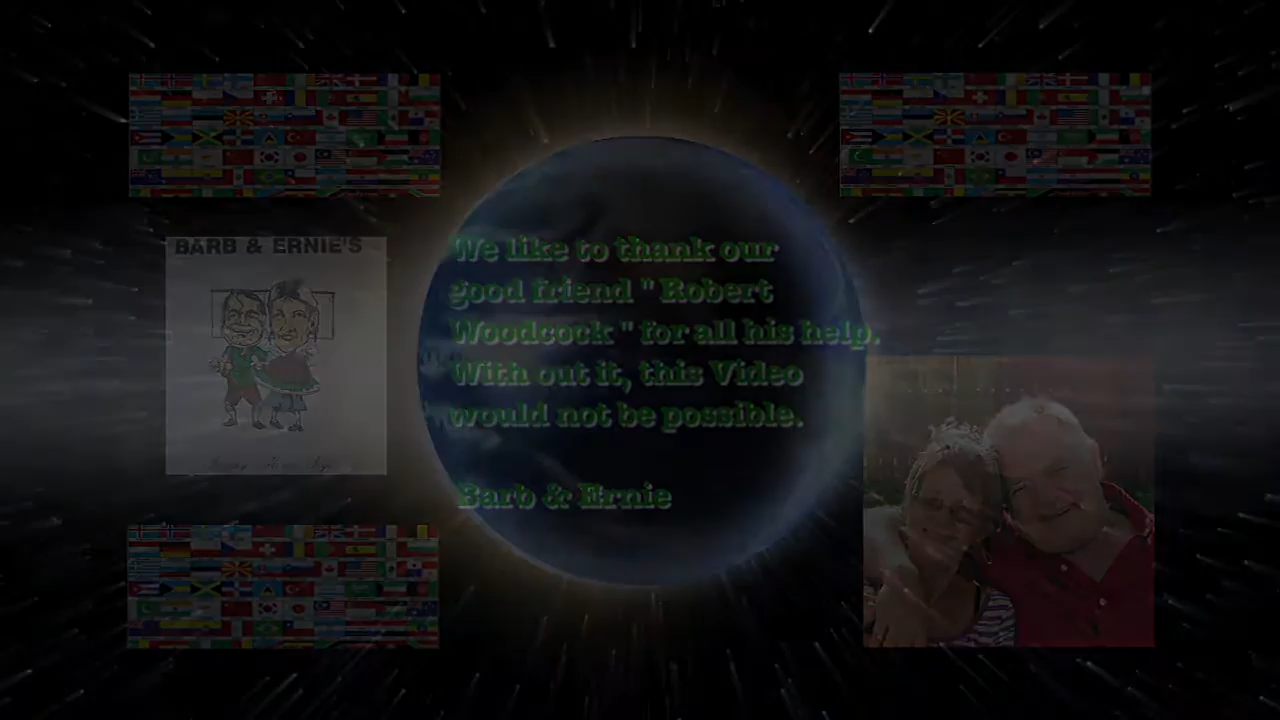 BARB & ERNIE'S
We like to thank our
good friend " Robert
Woodcock " for all his help.
With out it, this Video
would not be possible.
Barb & Ernie